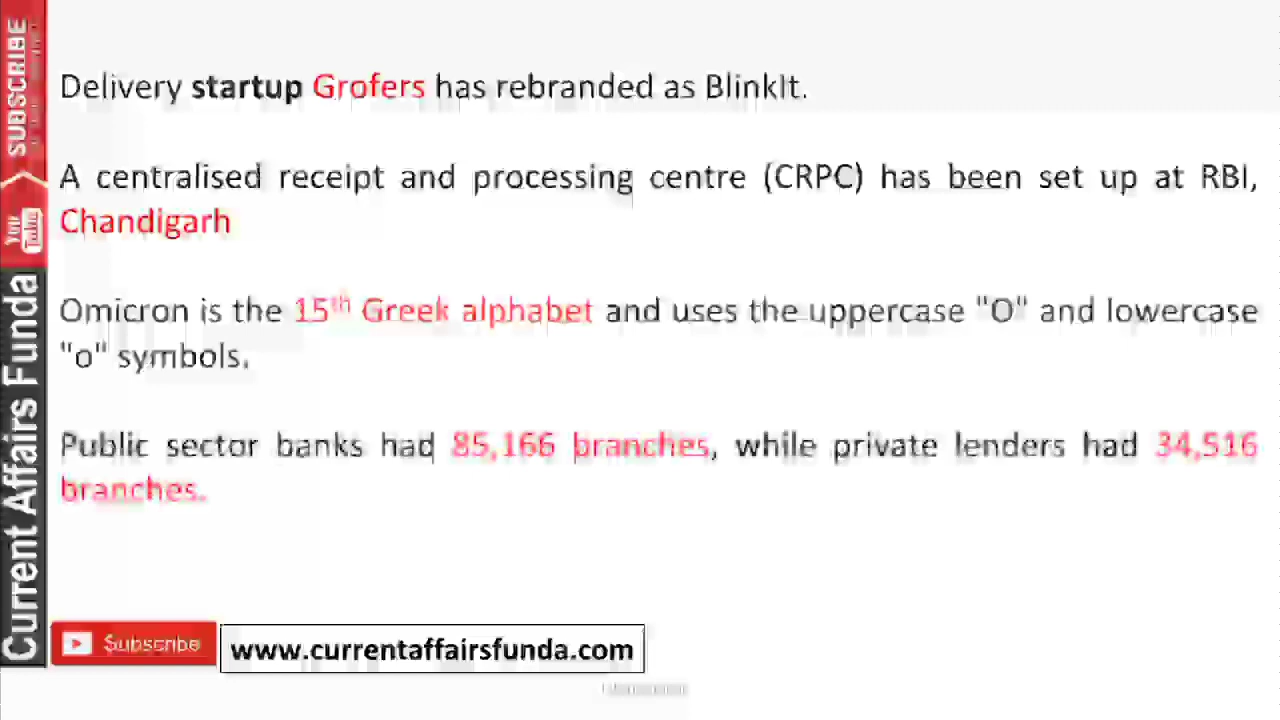 SUBSCRIBE
You
Tube
Current Affairs Funda
Delivery startup Grofers has rebranded as BlinkIt.
A centralised receipt and processing centre (CRPC) has been set up at RBI,
Chandigarh
Omicron is the 15th Greek alphabet and uses the uppercase "O" and lowercase
"o" symbols.
Public sector banks had 85,166 branches, while private lenders had 34,516
branches.
Subscribe
www.currentaffairsfunda.com